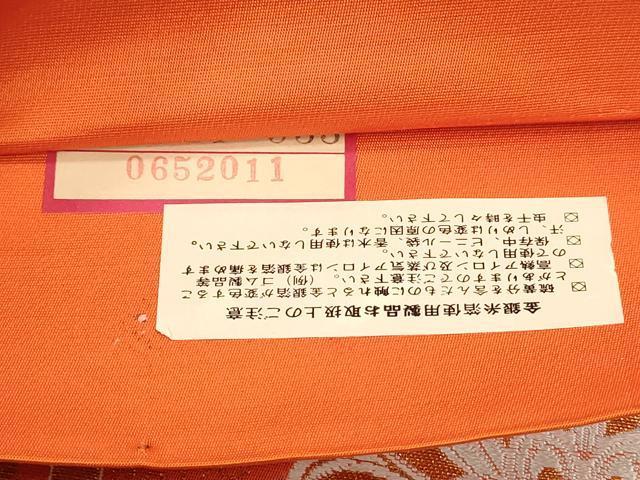 0652011
金銀糸箔使用製品お取扱上のご注意
硫黄分を含んだものに触れると金銀箔が変色するこ
とがありますのでご注意下さい。（例）ゴム製品等
高熱アイロン及び蒸気アイロンは金銀箔を痛めます
ので使用しないで下さい。
保存中、ビニール袋、香水は使用しないで下さい。
汗、しめりは変色の原因になります。
虫干を時々して下さい。